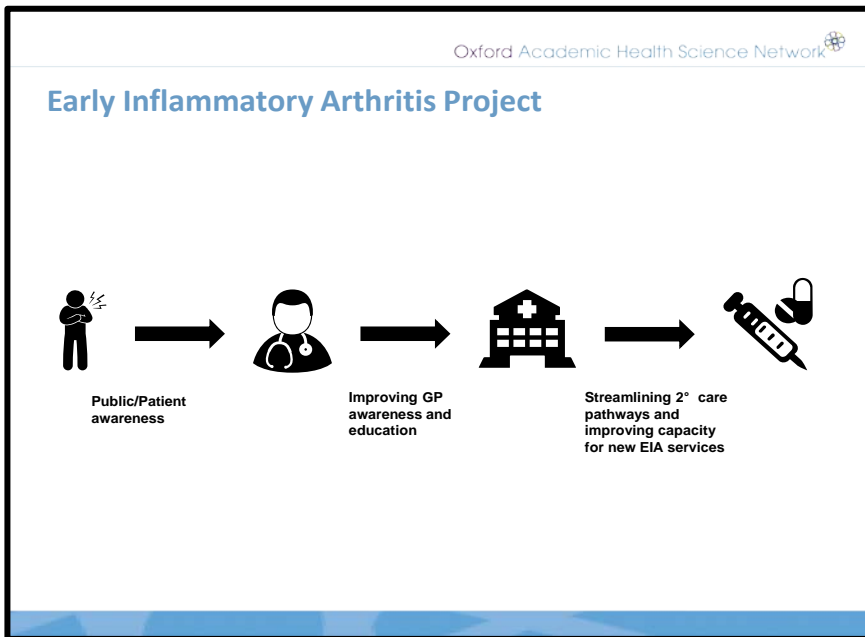 Oxford Academic Health Science Network
Early Inflammatory Arthritis Project
Public/Patient
awareness
Improving GP
awareness and
education
Streamlining 2° care
pathways and
improving capacity
for new EIA services